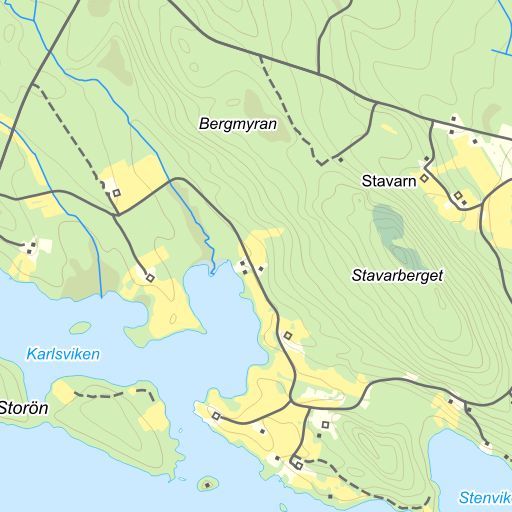 Bergmyran
Stavarn
Stavarberget
Karlsviken
Storön
Stenvik